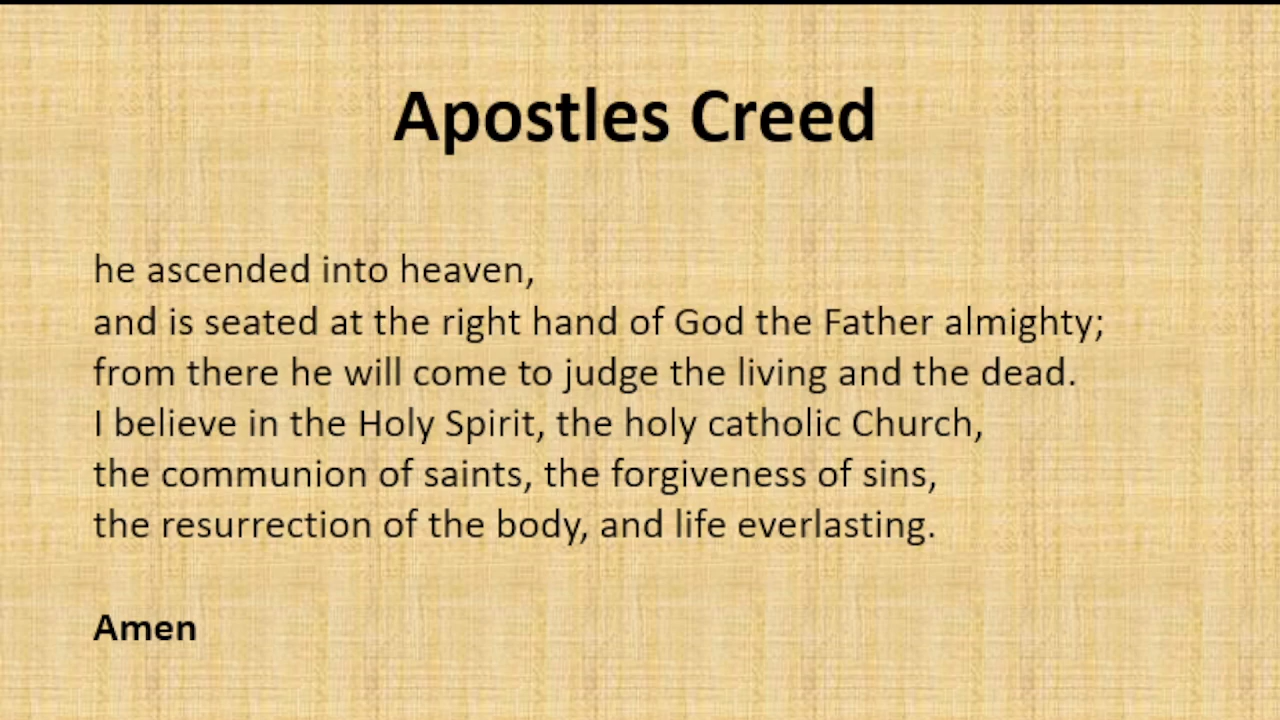 Apostles Creed
he ascended into heaven,
and is seated at the right hand of God the Father almighty;
from there he will come to judge the living and the dead.
I believe in the Holy Spirit, the holy catholic Church,
the communion of saints, the forgiveness of sins,
the resurrection of the body, and life everlasting.
Amen